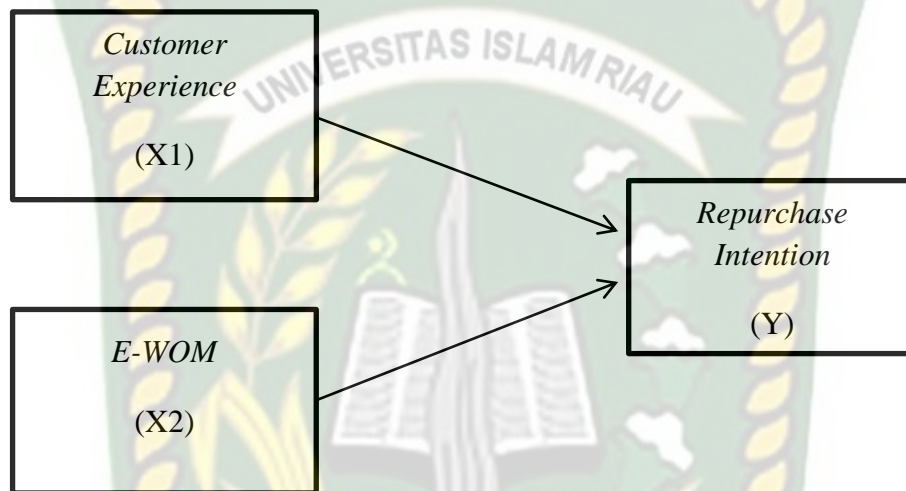 UNIVERSITAS ISLAM RIAU
Customer
Experience
(X1)
E-WOM
(X2)
Repurchase
Intention
(Y)